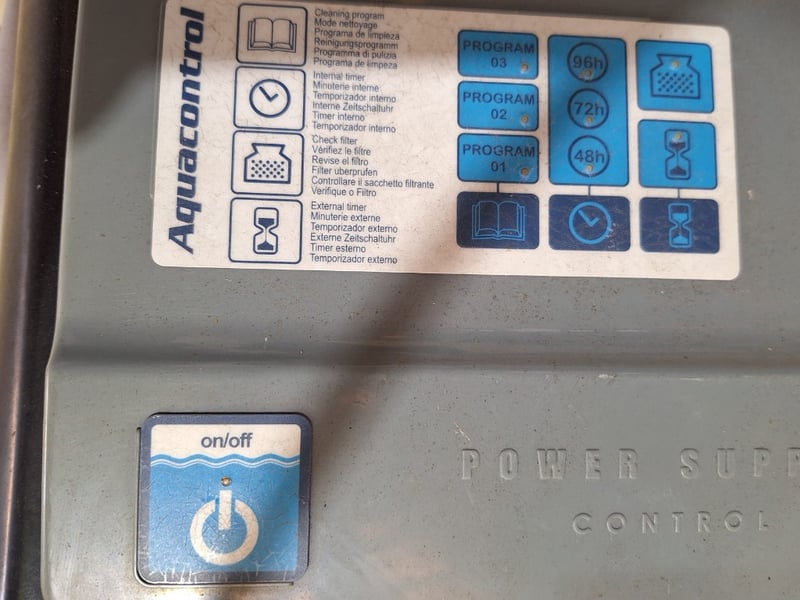 Aquacontrol
Cleaning program
Mode nettoyage
Programa de limpieza
Reinigungsprogramm
Programma di pulizia
Programa de limpeza
Internal timer
Minuterie interne
Temporizador interno
Interne Zeitschaltuhr
Timer interno
Temporizador interno
Check filter
Vérifiez le filtre
Revise el filtro
Filter uberprufen
Controllare il sacchetto filtrante
Verifique o Filtro
External timer
Minuterie externe
Temporizador externo
Externe Zeitschaltuhr
Timer esterno
Temporizador externo
PROGRAM
03
PROGRAM
02
PROGRAM
01
96h
72h
48h
on/off
POWER SUPP
CONTROL